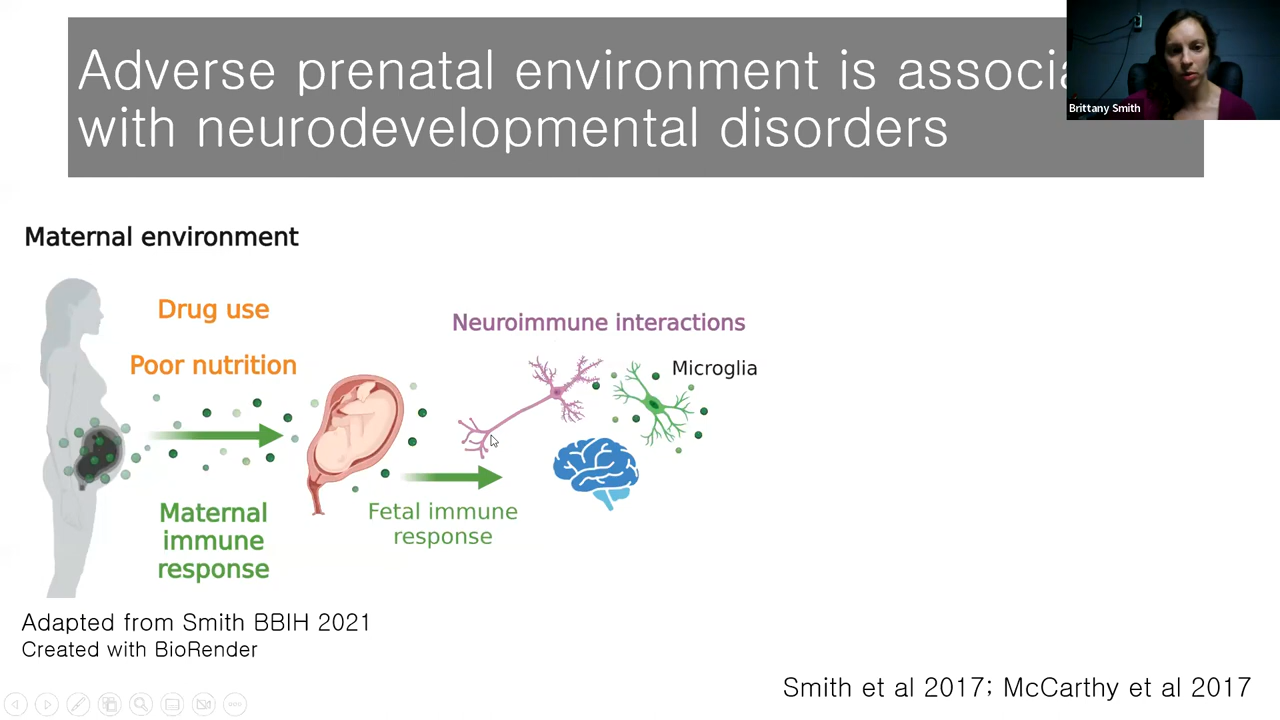 Adverse prenatal environment is associa
with neurodevelopmental disorders
Brittany Smith
Maternal environment
Drug use
Poor nutrition
Neuroimmune interactions
Microglia
Maternal
immune
response
Fetal immune
response
Adapted from Smith BBIH 2021
Created with BioRender
Smith et al 2017; McCarthy et al 2017